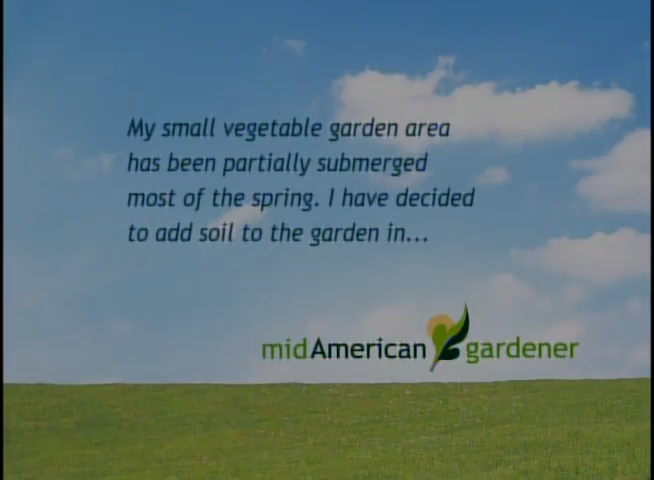 My small vegetable garden area
has been partially submerged
most of the spring. I have decided
to add soil to the garden in...
midAmerican gardener